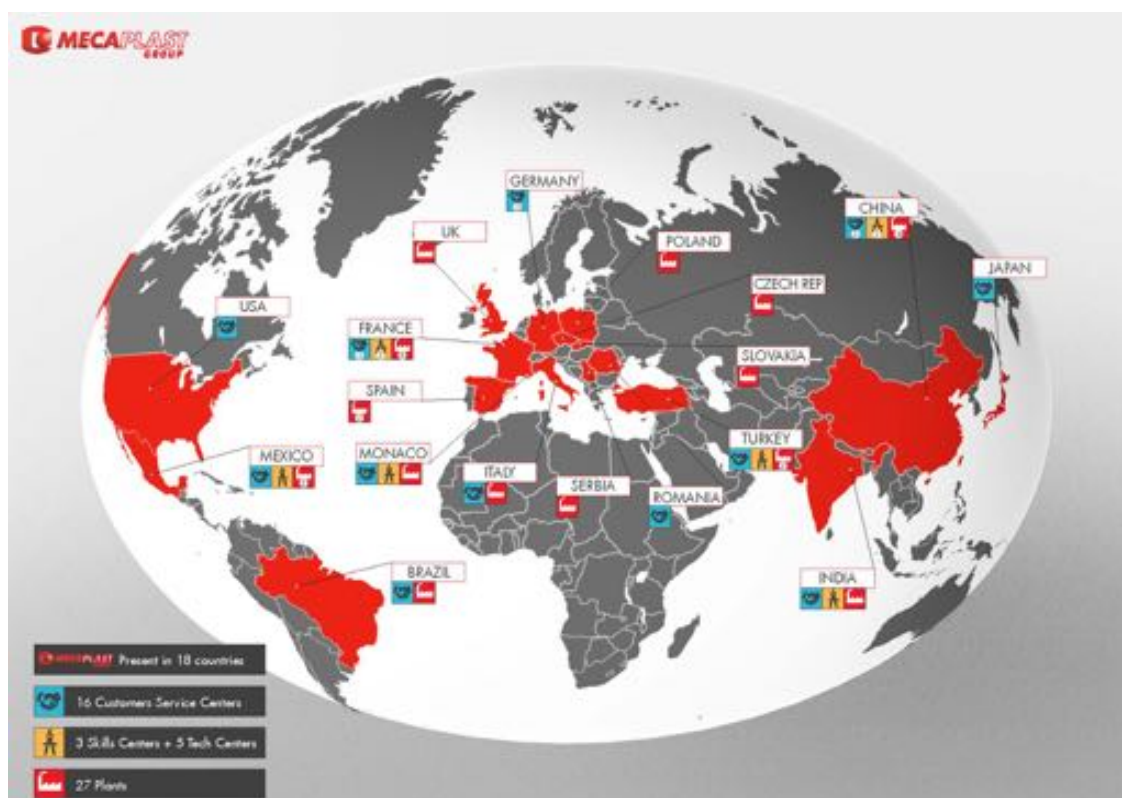 MECAPLAST
GROUP
GERMANY
CHINA
UK
POLAND
JAPAN
CZECH REP
USA
FRANCE
SLOVAKIA
SPAIN
TURKEY
MEXICO
MONACO
ITALY
SERBIA
ROMANIA
BRAZIL
INDIA
MECAPLAST Present in 18 countries
16 Customers Service Centers
3 Skills Centers + 5 Tech Centers
27 Plants